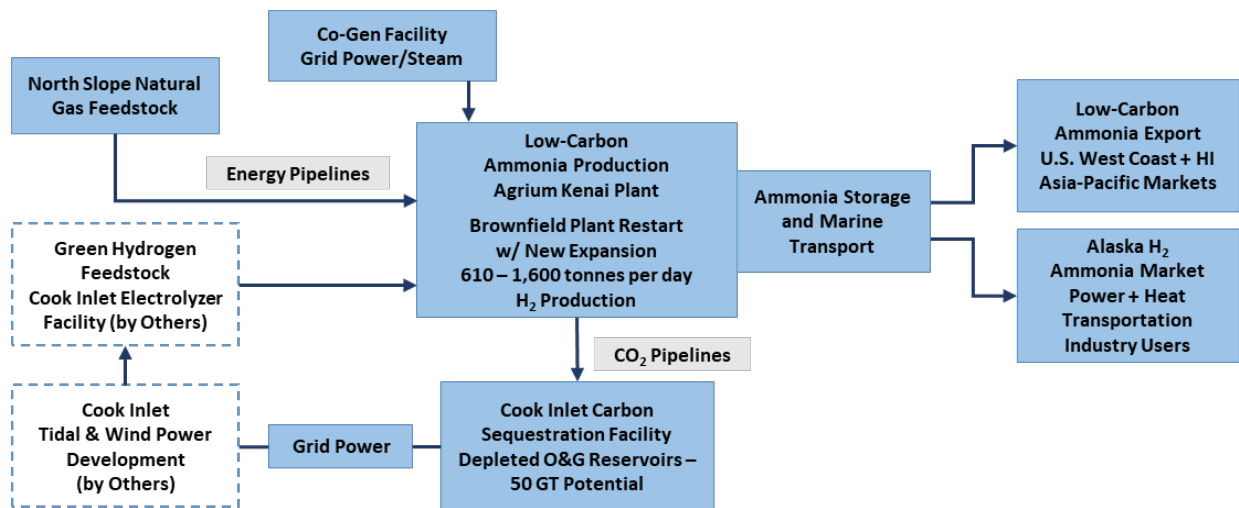 Co-Gen Facility
Grid Power/Steam
North Slope Natural
Gas Feedstock
Energy Pipelines
Low-Carbon
Ammonia Production
Agrium Kenai Plant
Brownfield Plant Restart
w/ New Expansion
610 – 1,600 tonnes per day
H₂ Production
Ammonia Storage
and Marine
Transport
Low-Carbon
Ammonia Export
U.S. West Coast + HI
Asia-Pacific Markets
Alaska H₂
Ammonia Market
Power + Heat
Transportation
Industry Users
Green Hydrogen
Feedstock
Cook Inlet Electrolyzer
Facility (by Others)
CO₂ Pipelines
Cook Inlet
Tidal & Wind Power
Development
(by Others)
Grid Power
Cook Inlet Carbon
Sequestration Facility
Depleted O&G Reservoirs –
50 GT Potential